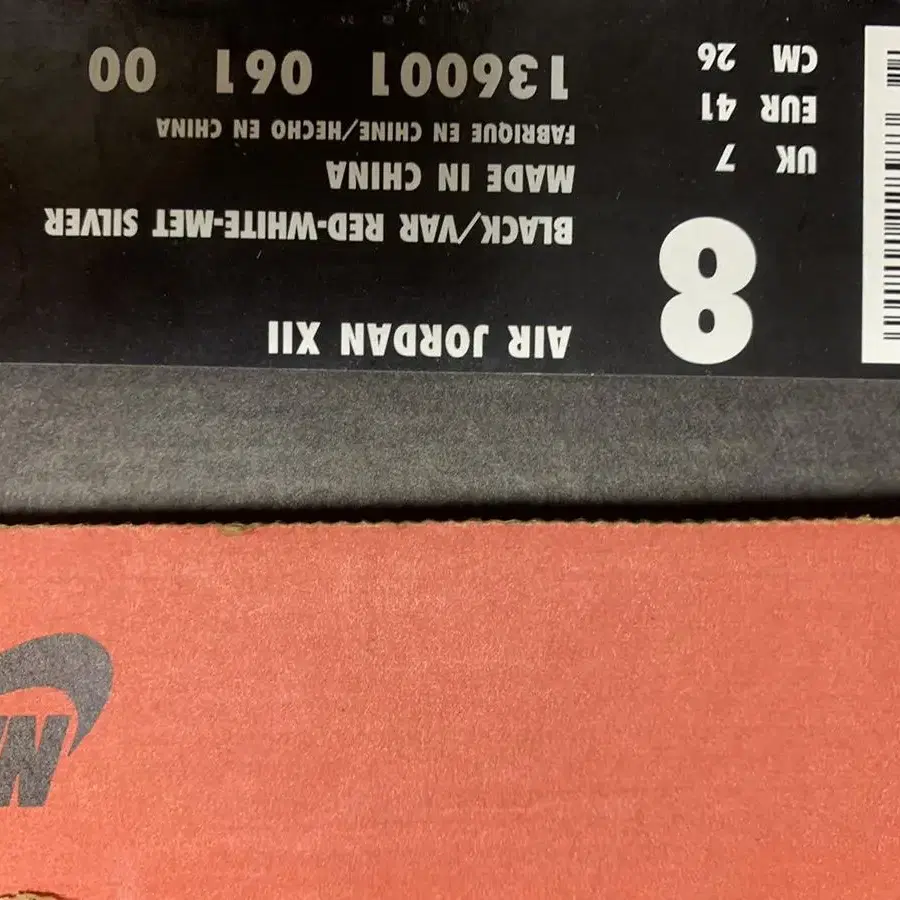 8
AIR JORDAN XII
BLACK/VAR RED-WHITE-MET SILVER
MADE IN CHINA
FABRIQUE EN CHINE/HECHO EN CHINA
136001 061 00
UK 7
EUR 41
CM 26